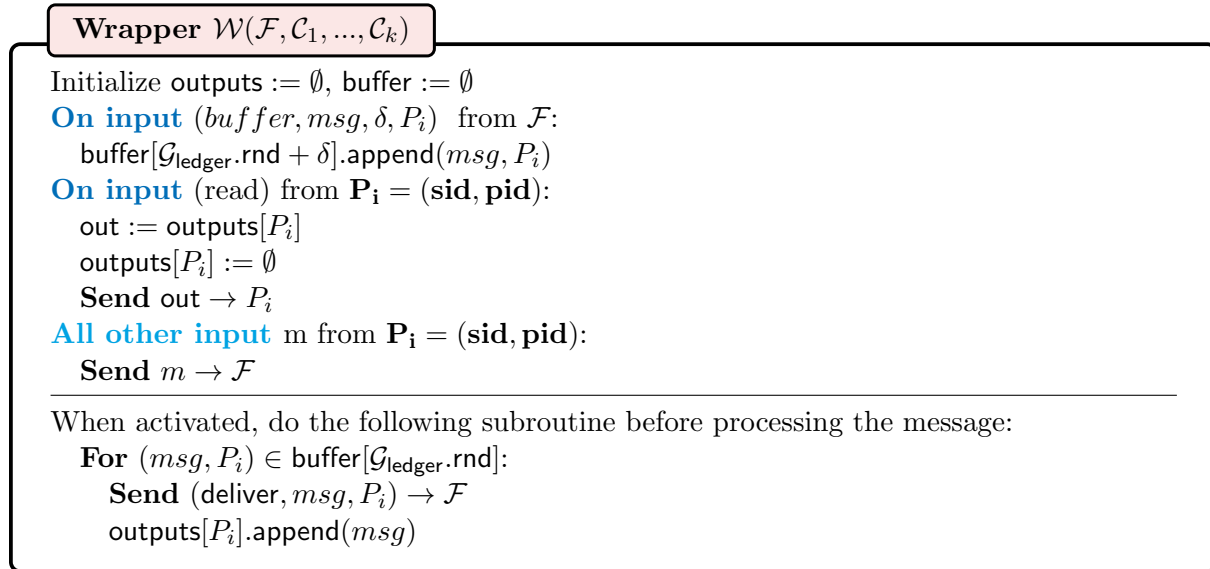 Wrapper 𝒲(ℱ, 𝒞₁, ..., 𝒞ₖ)
Initialize outputs := ∅, buffer := ∅
On input (buffer, msg, δ, Pᵢ) from ℱ:
buffer[𝒢ledger.rnd + δ].append(msg, Pᵢ)
On input (read) from Pᵢ = (sid, pid):
out := outputs[Pᵢ]
outputs[Pᵢ] := ∅
Send out → Pᵢ
All other input m from Pᵢ = (sid, pid):
Send m → ℱ
When activated, do the following subroutine before processing the message:
For (msg, Pᵢ) ∈ buffer[𝒢ledger.rnd]:
Send (deliver, msg, Pᵢ) → ℱ
outputs[Pᵢ].append(msg)